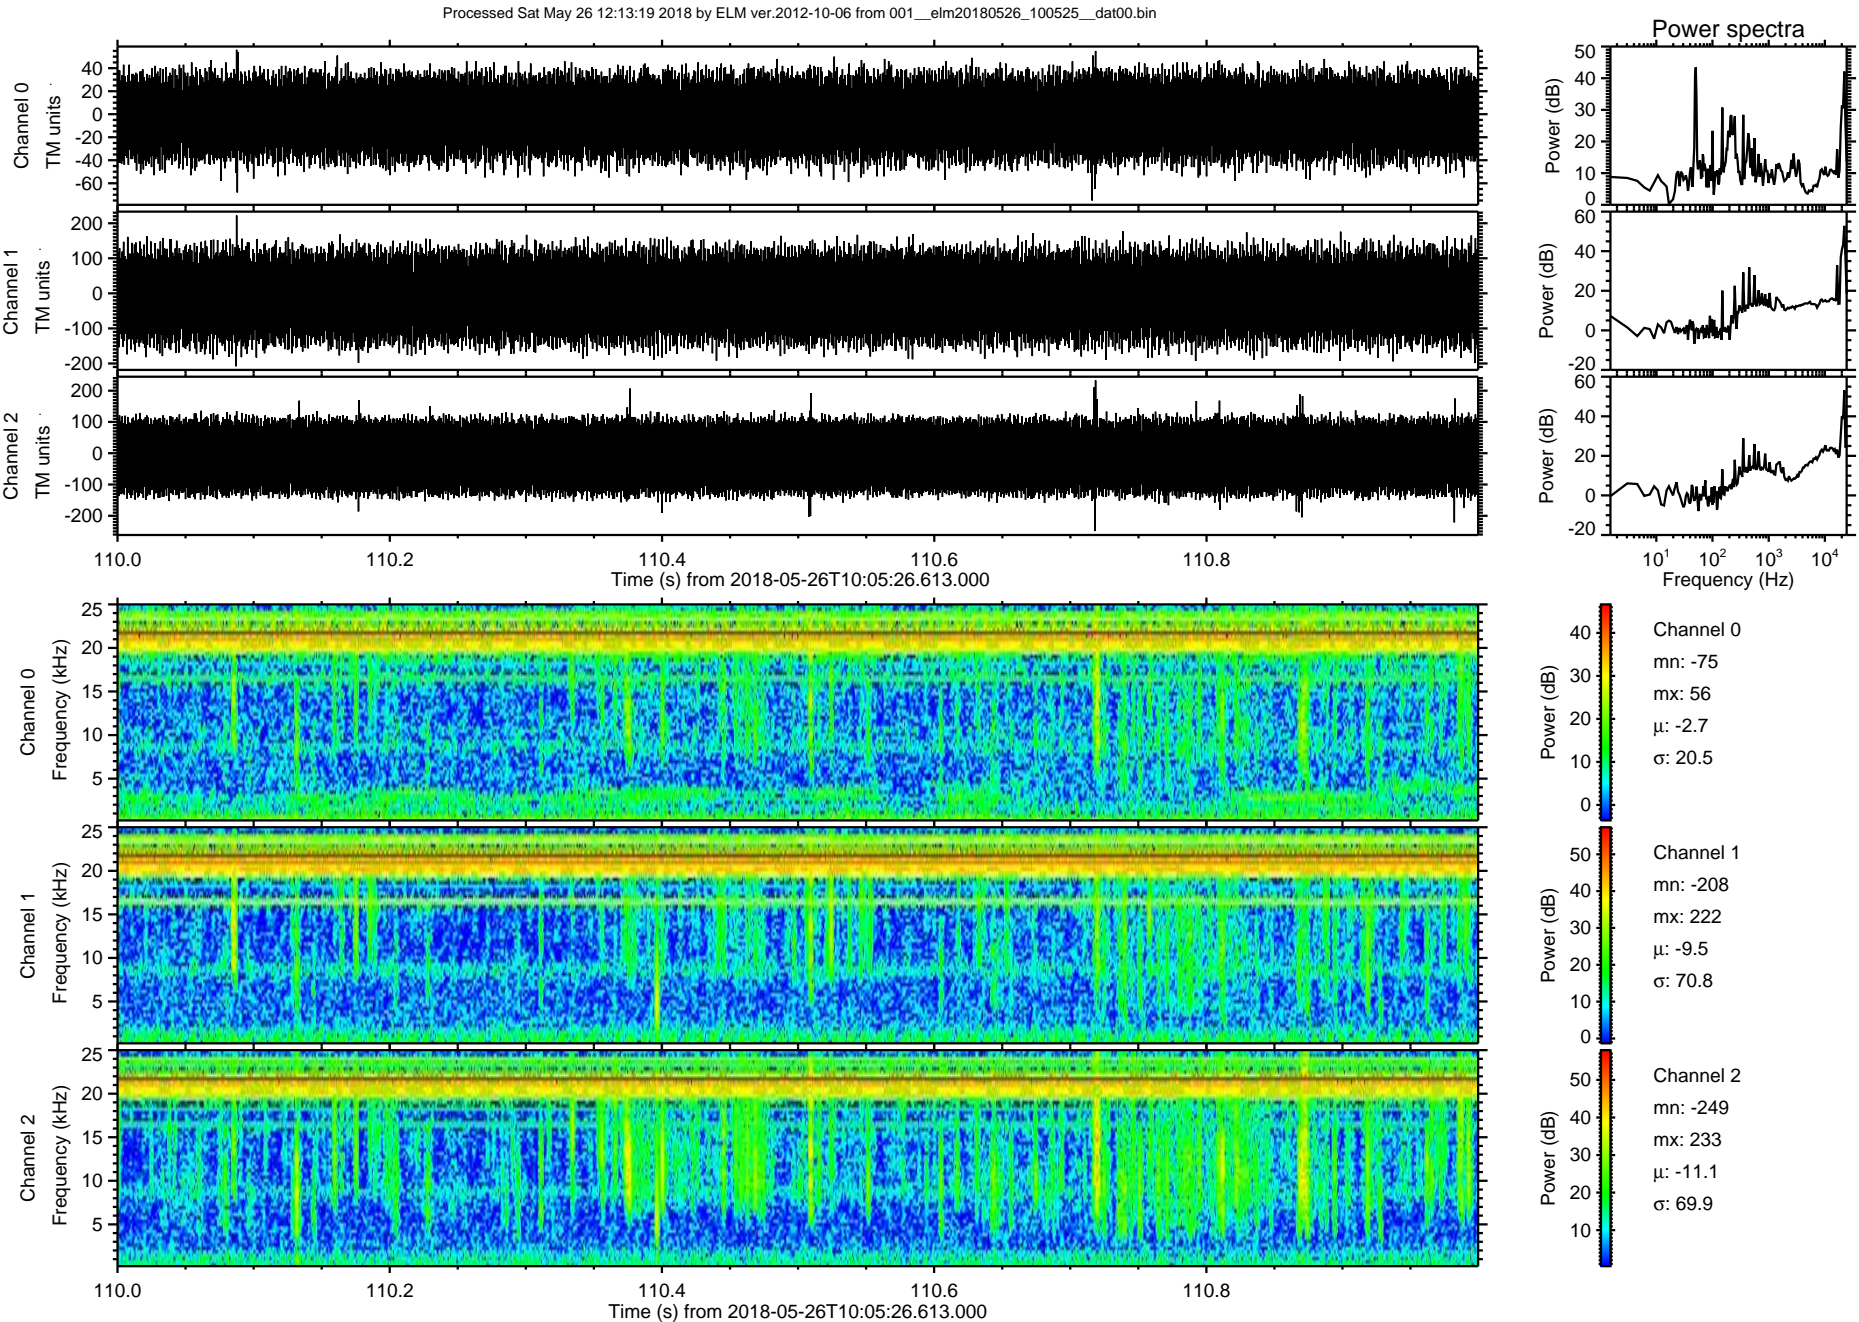 Processed Sat May 26 12:13:19 2018 by ELM ver.2012-10-06 from 001__elm20180526_100525__dat00.bin
Power spectra
Channel 0
TM units
40
20
0
-20
-40
-60
Power (dB)
50
40
30
20
10
0
Channel 1
TM units
200
100
0
-100
-200
Power (dB)
60
40
20
0
-20
Channel 2
TM units
200
100
0
-100
-200
Power (dB)
60
40
20
0
-20
110.0 110.2 110.4 110.6 110.8
Time (s) from 2018-05-26T10:05:26.613.000
10^1 10^2 10^3 10^4
Frequency (Hz)
Channel 0
Frequency (kHz)
25
20
15
10
5
Power (dB)
40
30
20
10
0
Channel 0
mn: -75
mx: 56
μ: -2.7
σ: 20.5
Channel 1
Frequency (kHz)
25
20
15
10
5
Power (dB)
50
40
30
20
10
0
Channel 1
mn: -208
mx: 222
μ: -9.5
σ: 70.8
Channel 2
Frequency (kHz)
25
20
15
10
5
Power (dB)
50
40
30
20
10
Channel 2
mn: -249
mx: 233
μ: -11.1
σ: 69.9
110.0 110.2 110.4 110.6 110.8
Time (s) from 2018-05-26T10:05:26.613.000